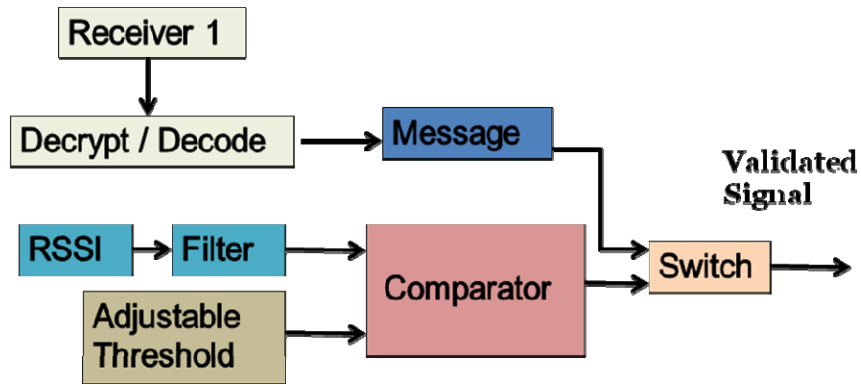 Receiver 1
Decrypt / Decode
Message
Validated
Signal
RSSI
Filter
Comparator
Switch
Adjustable
Threshold